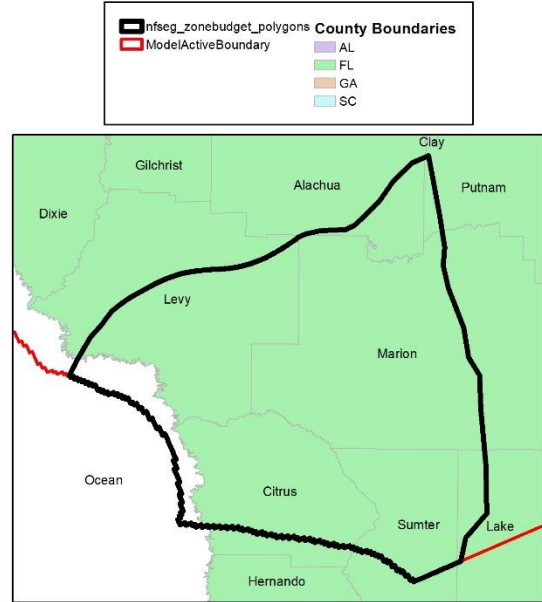 nfseg_zonebudget_polygons
ModelActiveBoundary
County Boundaries
AL
FL
GA
SC
Clay
Gilchrist
Alachua
Putnam
Dixie
Levy
Marion
Ocean
Citrus
Sumter
Lake
Hernando